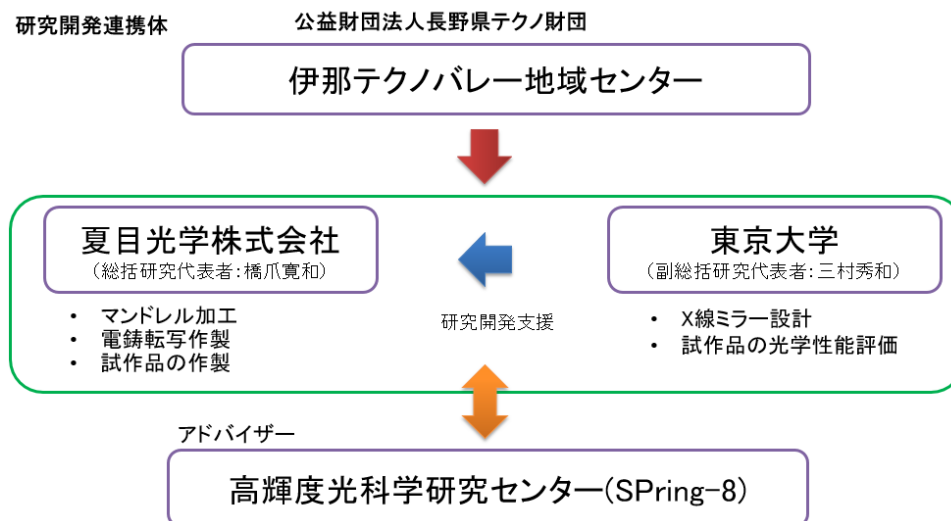 研究開発連携体
公益財団法人長野県テクノ財団
伊那テクノバレー地域センター
夏目光学株式会社
（総括研究代表者：橋爪寛和）
・ マンドレル加工
・ 電鋳転写作製
・ 試作品の作製
研究開発支援
東京大学
（副総括研究代表者：三村秀和）
・ X線ミラー設計
・ 試作品の光学性能評価
アドバイザー
高輝度光科学研究センター(SPring-8)